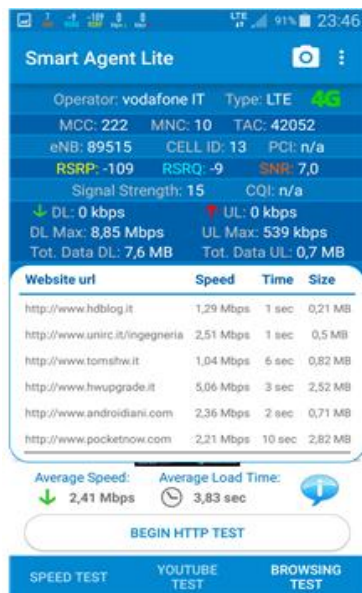 LTE 91% 23:46
Smart Agent Lite
Operator: vodafone IT Type: LTE 4G
MCC: 222 MNC: 10 TAC: 42052
eNB: 89515 CELL ID: 13 PCI: n/a
RSRP: -109 RSRQ: -9 SNR: 7,0
Signal Strength: 15 CQI: n/a
DL: 0 kbps UL: 0 kbps
DL Max: 8,85 Mbps UL Max: 539 kbps
Tot. Data DL: 7,6 MB Tot. Data UL: 0,7 MB
Website url Speed Time Size
http://www.hdblog.it 1,29 Mbps 1 sec 0,21 MB
http://www.unirc.it/ingegneria 2,51 Mbps 1 sec 0,5 MB
http://www.tomshw.it 1,04 Mbps 6 sec 0,82 MB
http://www.hwupgrade.it 5,06 Mbps 3 sec 2,52 MB
http://www.androidiani.com 2,36 Mbps 2 sec 0,71 MB
http://www.pocketnow.com 2,21 Mbps 10 sec 2,82 MB
Average Speed: Average Load Time:
2,41 Mbps 3,83 sec
BEGIN HTTP TEST
SPEED TEST YOUTUBE TEST BROWSING TEST